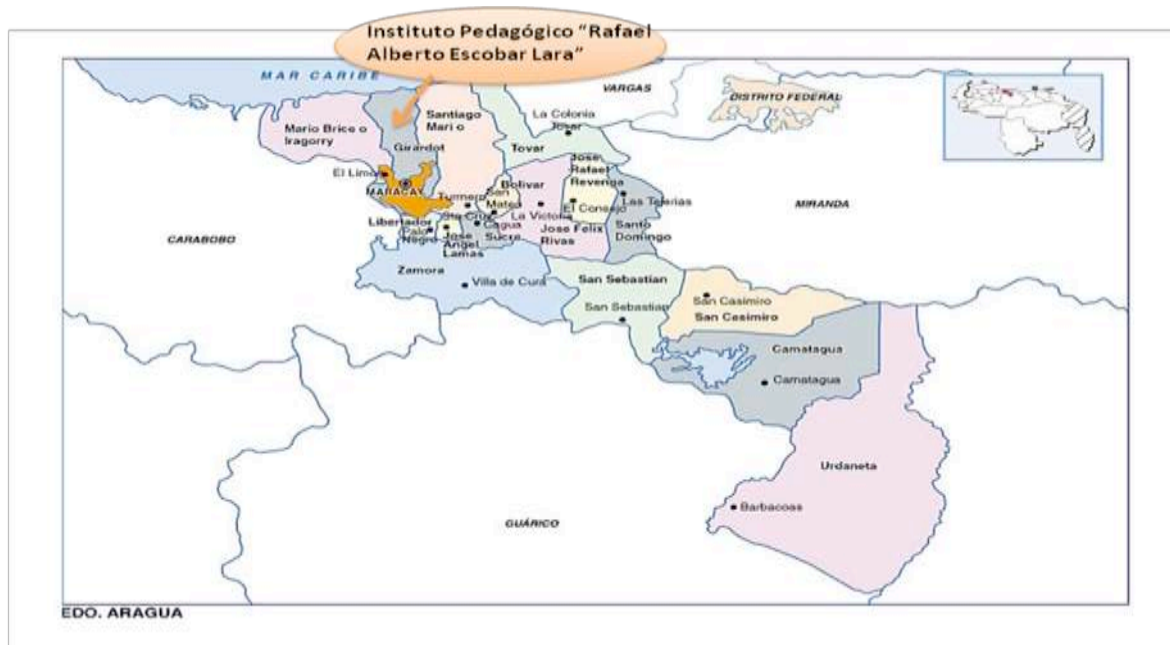 Instituto Pedagógico “Rafael
Alberto Escobar Lara”
MAR CARIBE
VARGAS
DISTRITO FEDERAL
La Colonia
Tovar
Santiago
Mari o
Mario Brice o
Iragorry
Girardot
Tovar
Jose
Rafael
Revenga
El Limon
MARACAY
Bolivar
San
Mateo
Turmero
El Consejo
Las Tejerias
MIRANDA
Sta Cruz
La Victoria
Libertador
Palo
Negro
Cagua
Sucre
Jose Felix
Rivas
Santo
Domingo
CARABOBO
Jose
Angel
Lamas
Zamora
Villa de Cura
San Sebastian
San Sebastian
San Casimiro
San Casimiro
Camatagua
Camatagua
Urdaneta
Barbacoas
GUÁRICO
EDO. ARAGUA